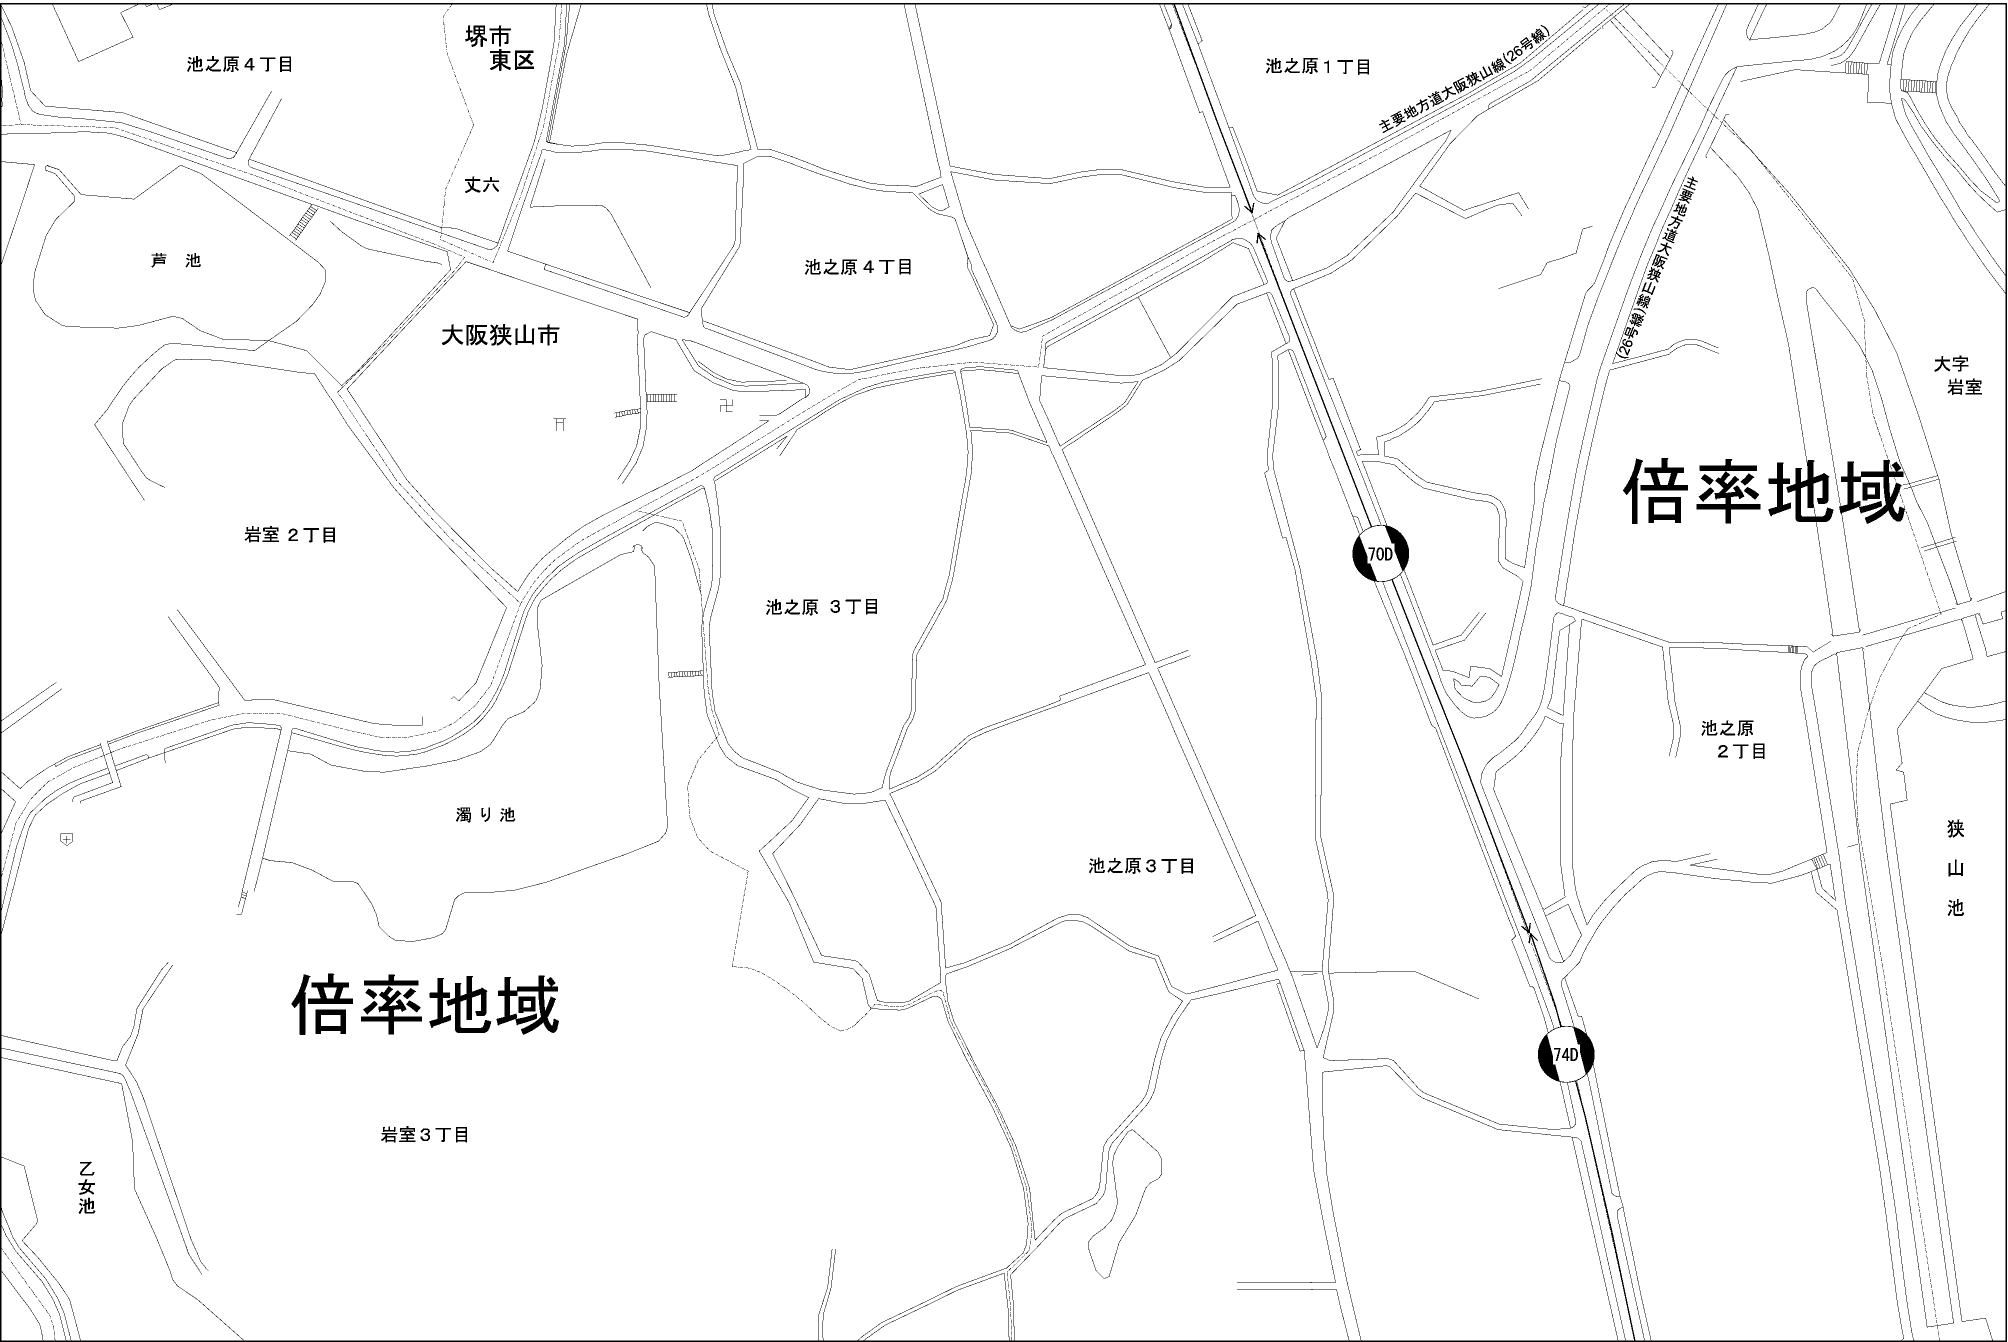 堺市
東区
池之原4丁目
池之原1丁目
主要地方道大阪狭山線(26号線)
丈六
主要地方道大阪狭山線(26号線)
芦 池
池之原4丁目
大阪狭山市
大字
岩室
倍率地域
岩室 2丁目
70D
池之原 3丁目
池之原
2丁目
濁り池
狭山池
池之原3丁目
倍率地域
74D
岩室3丁目
乙女池